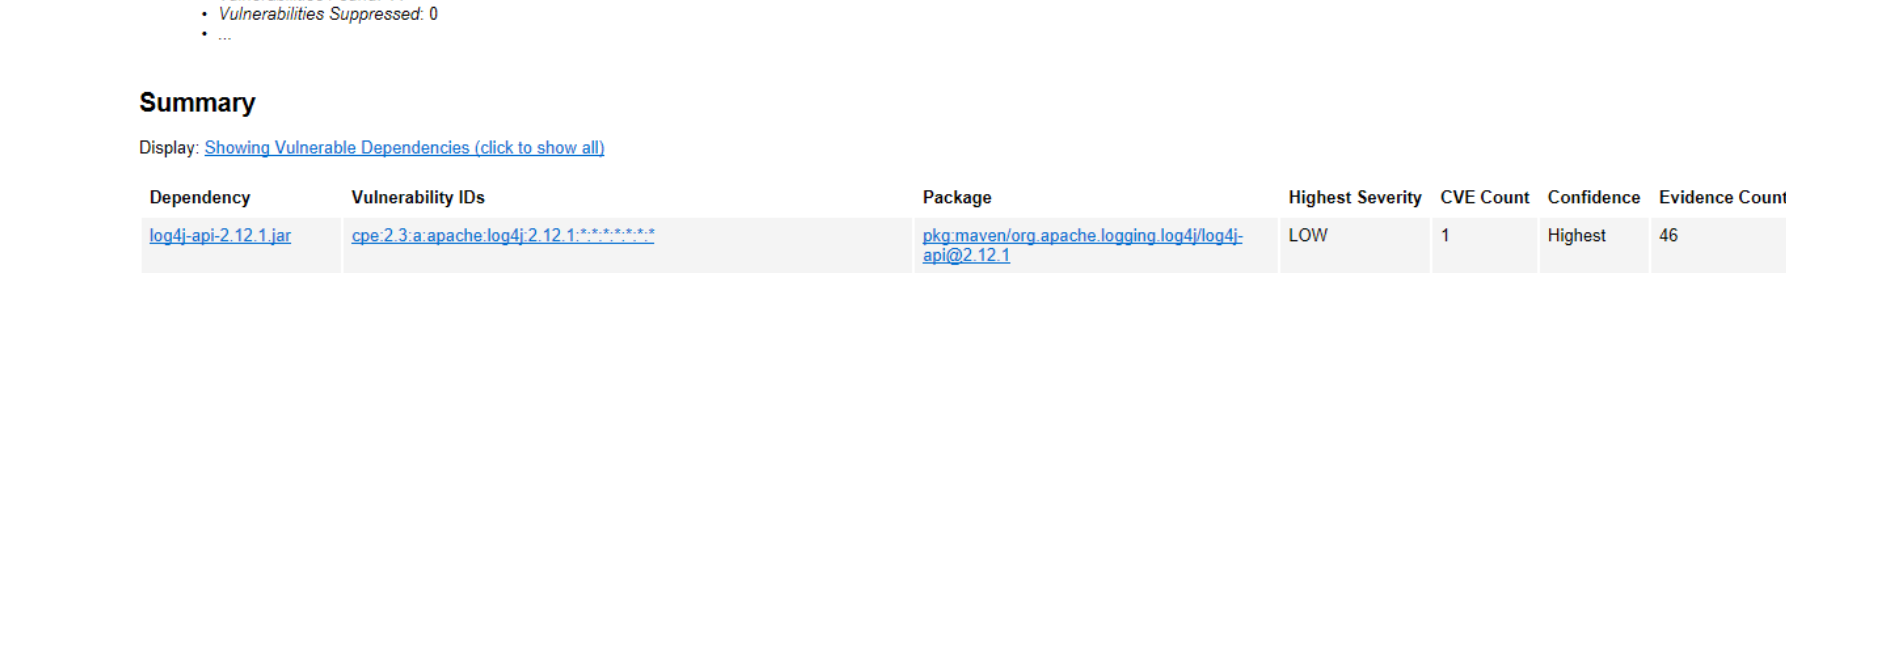 Vulnerabilities Suppressed: 0
...
Summary
Display: Showing Vulnerable Dependencies (click to show all)
Dependency Vulnerability IDs Package Highest Severity CVE Count Confidence Evidence Count
log4j-api-2.12.1.jar cpe:2.3:a:apache:log4j:2.12.1:*:*:*:*:*:*:* pkg:maven/org.apache.logging.log4j/log4j- LOW 1 Highest 46
api@2.12.1